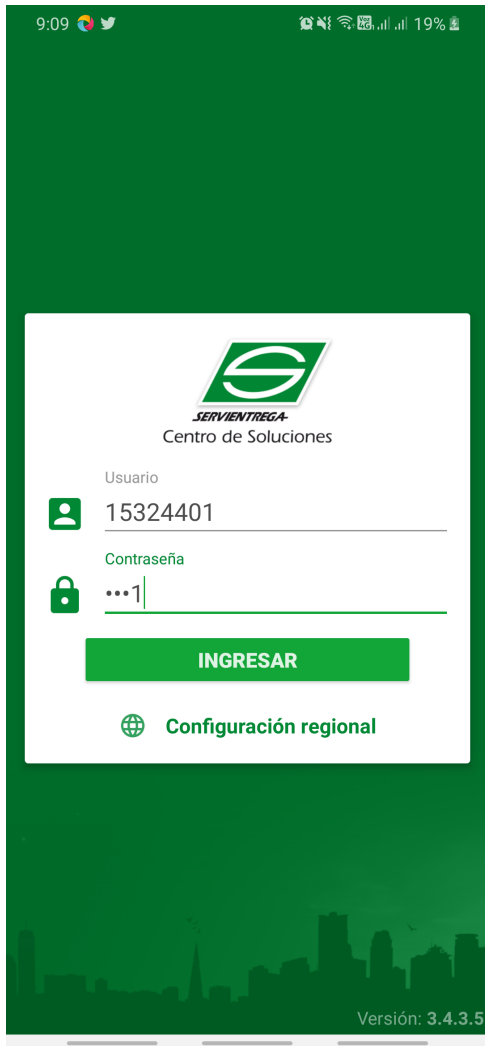 9:09 19%
SERVIENTREGA
Centro de Soluciones
Usuario
15324401
Contraseña
•••1
INGRESAR
Configuración regional
Versión: 3.4.3.5